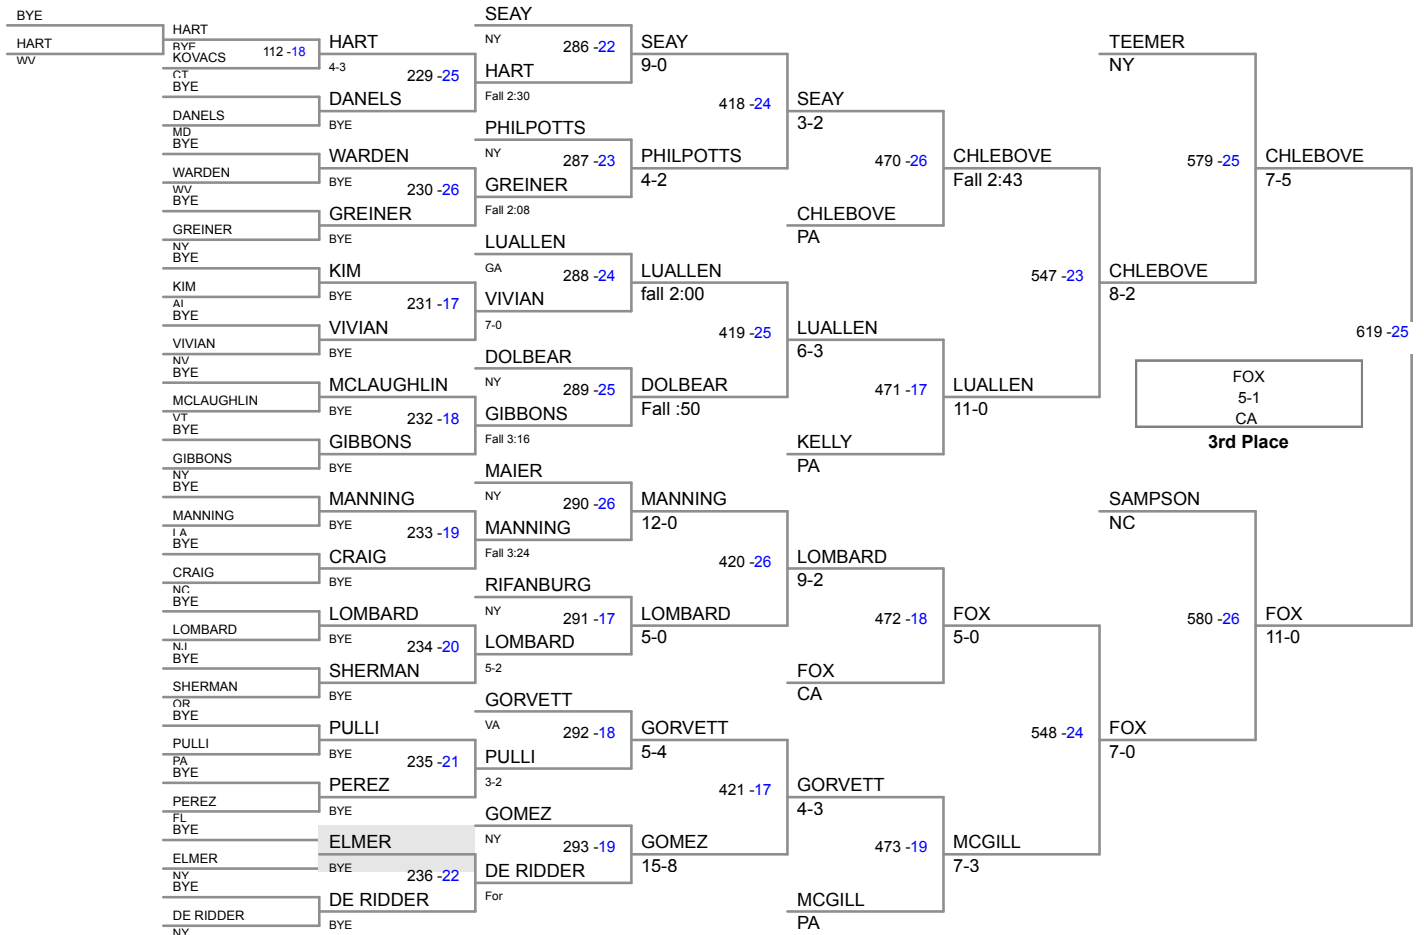 BYE
HART
WV
HART
BYE
KOVACS
CT
BYE
DANELS
MD
BYE
WARDEN
WV
BYE
GREINER
NY
BYE
KIM
BYE
VIVIAN
NV
BYE
MCLAUGHLIN
VT
BYE
GIBBONS
NY
BYE
MANNING
LA
BYE
CRAIG
NC
BYE
LOMBARD
NJ
BYE
SHERMAN
OR
BYE
PULLI
PA
BYE
PEREZ
FL
BYE
ELMER
NY
BYE
DE RIDDER
NY
112 -18
HART
4-3
229 -25
DANELS
BYE
WARDEN
BYE
230 -26
GREINER
BYE
KIM
BYE
231 -17
VIVIAN
BYE
MCLAUGHLIN
BYE
232 -18
GIBBONS
BYE
MANNING
BYE
233 -19
CRAIG
BYE
LOMBARD
BYE
234 -20
SHERMAN
BYE
PULLI
BYE
235 -21
PEREZ
BYE
ELMER
BYE
236 -22
DE RIDDER
BYE
SEAY
NY
286 -22
HART
Fall 2:30
PHILPOTTS
NY
287 -23
GREINER
Fall 2:08
LUALLEN
GA
288 -24
VIVIAN
7-0
DOLBEAR
NY
289 -25
GIBBONS
Fall 3:16
MAIER
NY
290 -26
MANNING
Fall 3:24
RIFANBURG
NY
291 -17
LOMBARD
5-2
GORVETT
VA
292 -18
PULLI
3-2
GOMEZ
NY
293 -19
DE RIDDER
For
SEAY
9-0
418 -24
PHILPOTTS
4-2
LUALLEN
fall 2:00
419 -25
DOLBEAR
Fall :50
MANNING
12-0
420 -26
LOMBARD
5-0
GORVETT
5-4
421 -17
GOMEZ
15-8
SEAY
3-2
470 -26
CHLEBOVE
PA
LUALLEN
6-3
471 -17
KELLY
PA
LOMBARD
9-2
472 -18
FOX
CA
GORVETT
4-3
473 -19
MCGILL
PA
CHLEBOVE
Fall 2:43
547 -23
LUALLEN
11-0
FOX
5-0
548 -24
MCGILL
7-3
TEEMER
NY
579 -25
CHLEBOVE
8-2
SAMPSON
NC
580 -26
FOX
7-0
CHLEBOVE
7-5
619 -25
FOX
11-0
FOX
5-1
CA
3rd Place